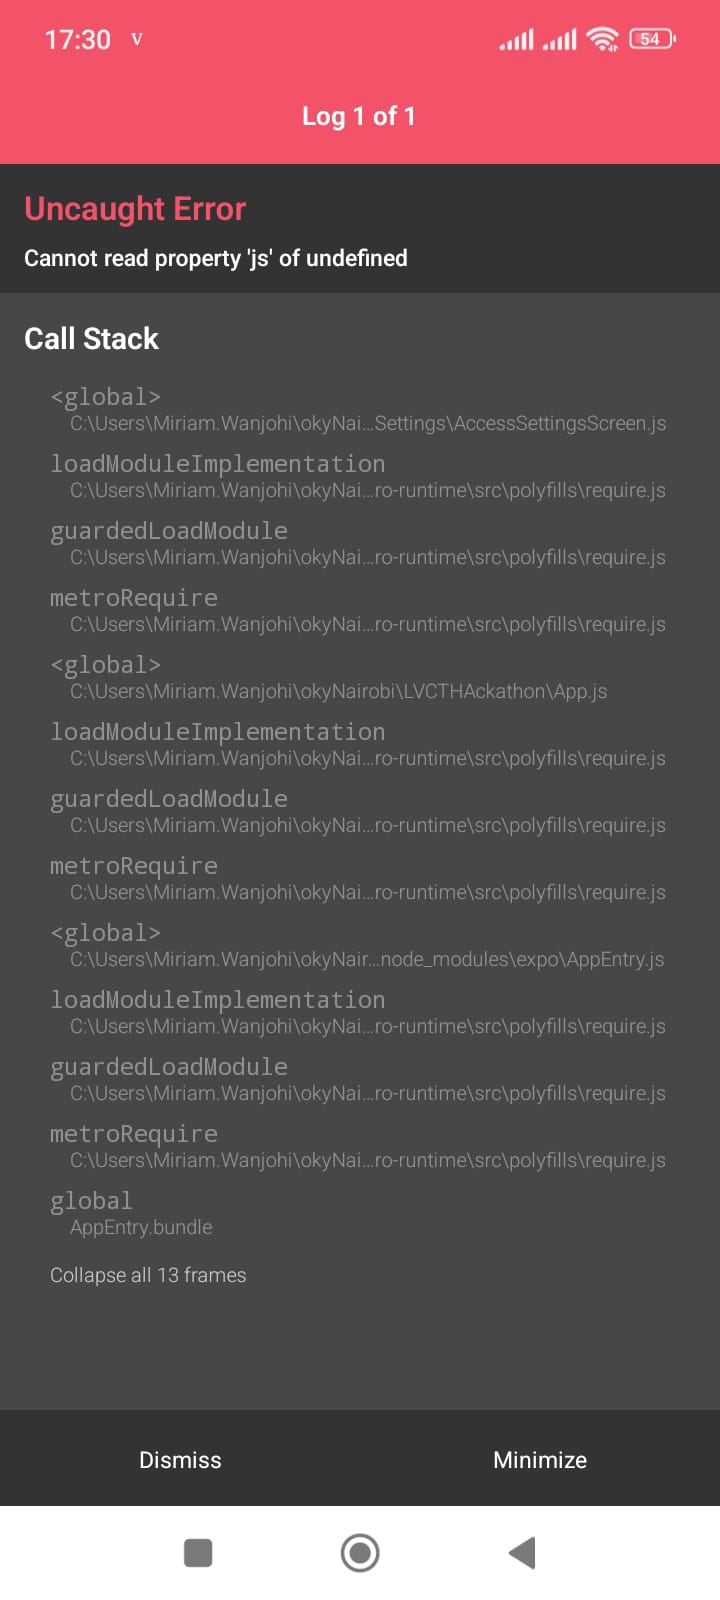 17:30 V 54
Log 1 of 1
Uncaught Error
Cannot read property 'js' of undefined
Call Stack
<global>
C:\Users\Miriam.Wanjohi\okyNai...Settings\AccessSettingsScreen.js
loadModuleImplementation
C:\Users\Miriam.Wanjohi\okyNai...ro-runtime\src\polyfills\require.js
guardedLoadModule
C:\Users\Miriam.Wanjohi\okyNai...ro-runtime\src\polyfills\require.js
metroRequire
C:\Users\Miriam.Wanjohi\okyNai...ro-runtime\src\polyfills\require.js
<global>
C:\Users\Miriam.Wanjohi\okyNairobi\LVCTHAckathon\App.js
loadModuleImplementation
C:\Users\Miriam.Wanjohi\okyNai...ro-runtime\src\polyfills\require.js
guardedLoadModule
C:\Users\Miriam.Wanjohi\okyNai...ro-runtime\src\polyfills\require.js
metroRequire
C:\Users\Miriam.Wanjohi\okyNai...ro-runtime\src\polyfills\require.js
<global>
C:\Users\Miriam.Wanjohi\okyNair...node_modules\expo\AppEntry.js
loadModuleImplementation
C:\Users\Miriam.Wanjohi\okyNai...ro-runtime\src\polyfills\require.js
guardedLoadModule
C:\Users\Miriam.Wanjohi\okyNai...ro-runtime\src\polyfills\require.js
metroRequire
C:\Users\Miriam.Wanjohi\okyNai...ro-runtime\src\polyfills\require.js
global
AppEntry.bundle
Collapse all 13 frames
Dismiss Minimize